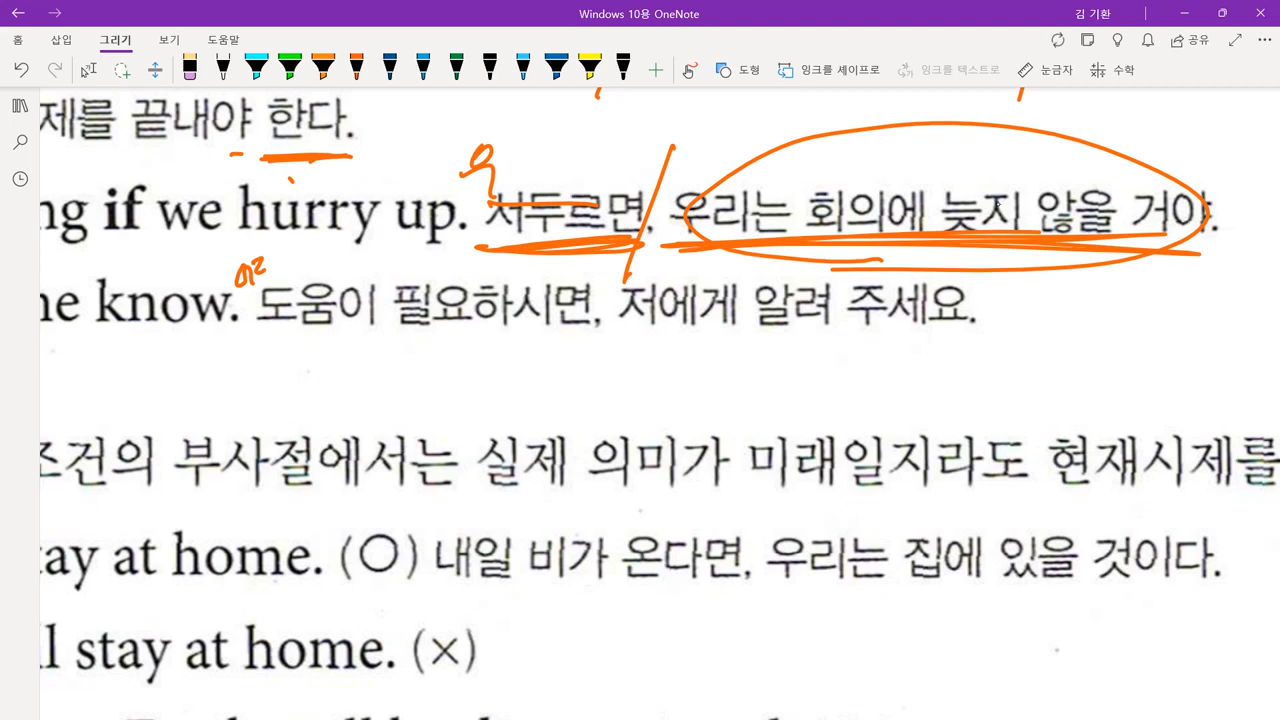 Windows 10용 OneNote
김 기환
홈 삽입 그리기 보기 도움말
공유
도형 잉크를 셰이프로 잉크를 텍스트로 눈금자 수학
제를 끝내야 한다.
ng if we hurry up. 서두르면, 우리는 회의에 늦지 않을 거야.
ne know. 도움이 필요하시면, 저에게 알려 주세요.
조건의 부사절에서는 실제 의미가 미래일지라도 현재시제를
tay at home. (○) 내일 비가 온다면, 우리는 집에 있을 것이다.
ll stay at home. (×)